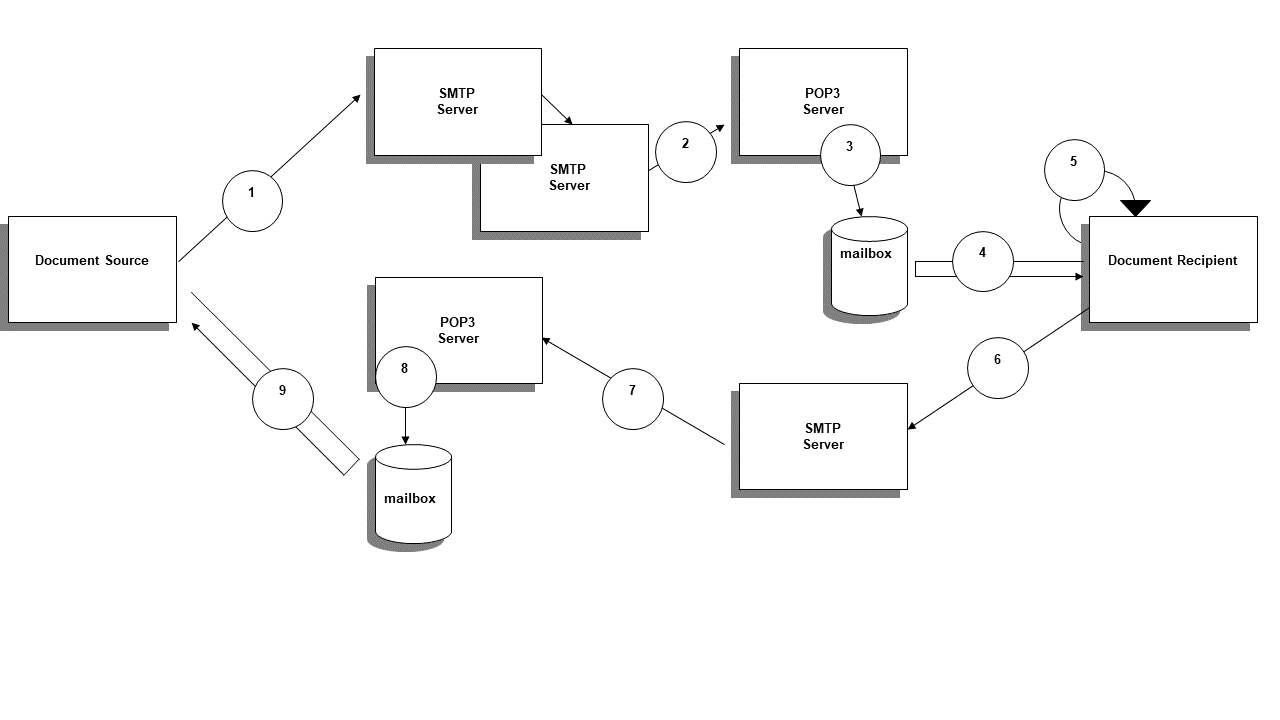 SMTP
Server
POP3
Server
2
3
5
SMTP
Server
1
Document Source
mailbox
4
Document Recipient
POP3
Server
6
8
9
7
SMTP
Server
mailbox